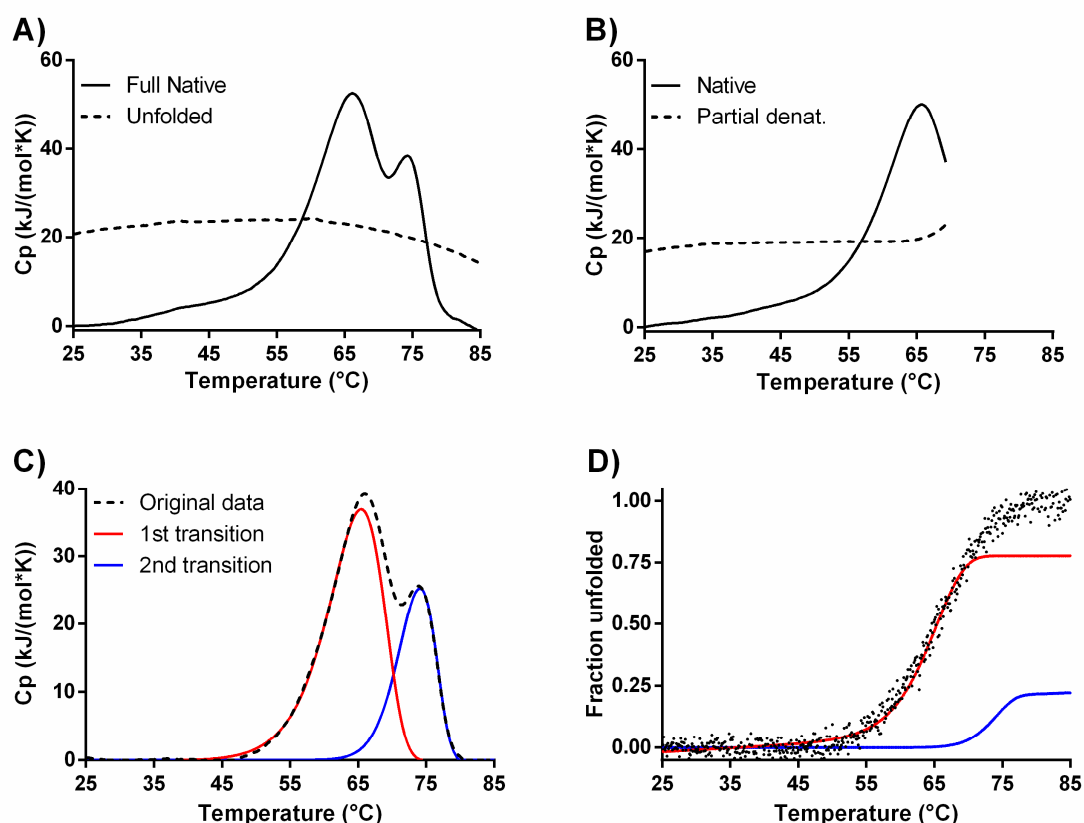 A)
60
40
20
0
Cp (kJ/(mol*K))
Full Native
Unfolded
25 35 45 55 65 75 85
Temperature (°C)
B)
60
40
20
0
Cp (kJ/(mol*K))
Native
Partial denat.
25 35 45 55 65 75 85
Temperature (°C)
C)
40
30
20
10
0
Cp (kJ/(mol*K))
Original data
1st transition
2nd transition
25 35 45 55 65 75 85
Temperature (°C)
D)
1.00
0.75
0.50
0.25
0.00
Fraction unfolded
25 35 45 55 65 75 85
Temperature (°C)